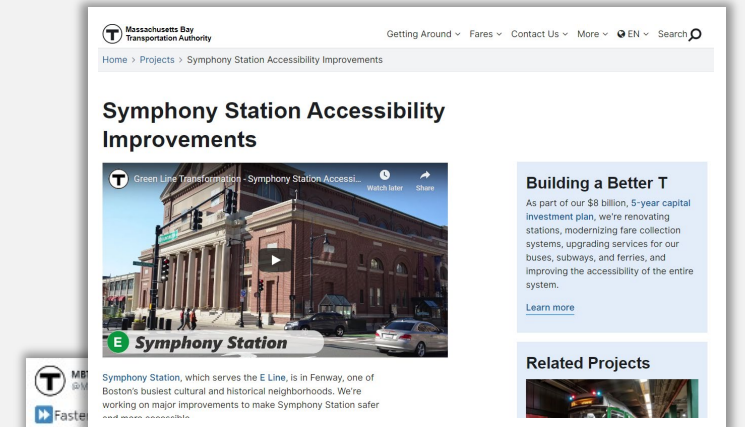 Massachusetts Bay
Transportation Authority
Getting Around Fares Contact Us More EN Search
Home > Projects > Symphony Station Accessibility Improvements
Symphony Station Accessibility
Improvements
T Green Line Transformation - Symphony Station Accessi...
Watch later Share
E Symphony Station
Symphony Station, which serves the E Line, is in Fenway, one of
Boston's busiest cultural and historical neighborhoods. We're
working on major improvements to make Symphony Station safer
and more accessible.
Building a Better T
As part of our $8 billion, 5-year capital
investment plan, we're renovating
stations, modernizing fare collection
systems, upgrading services for our
buses, subways, and ferries, and
improving the accessibility of the entire
system.
Learn more
Related Projects
T MBT
@M
Faste